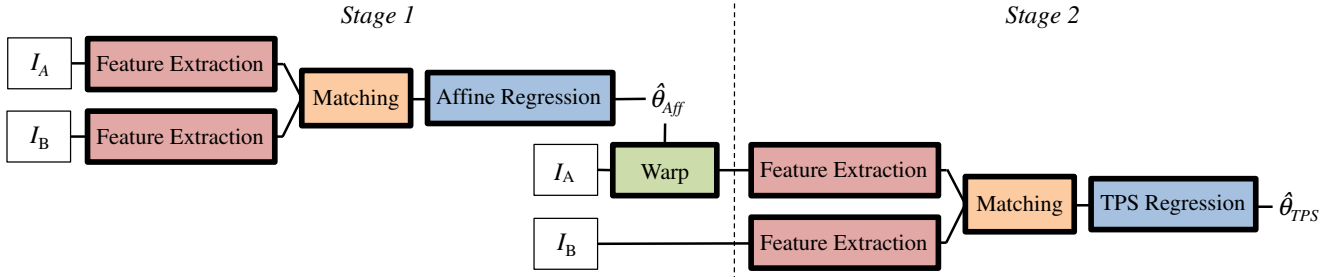 Stage 1
Stage 2
I_A
Feature Extraction
I_B
Feature Extraction
Matching
Affine Regression
θ̂_Aff
I_A
Warp
I_B
Feature Extraction
Feature Extraction
Matching
TPS Regression
θ̂_TPS